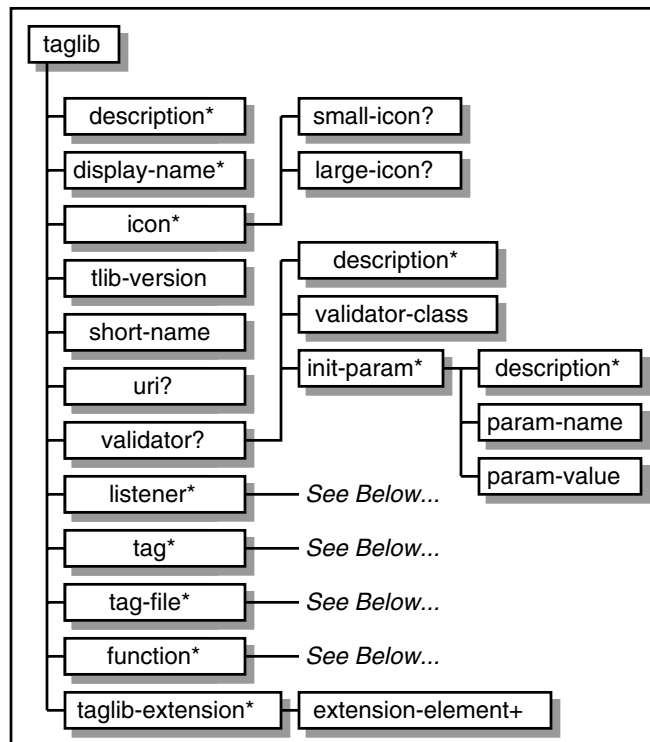 taglib
description* small-icon?
display-name* large-icon?
icon*
description*
tlib-version
short-name validator-class
uri? init-param* description*
validator? param-name
listener* See Below... param-value
tag* See Below...
tag-file* See Below...
function* See Below...
taglib-extension* extension-element+